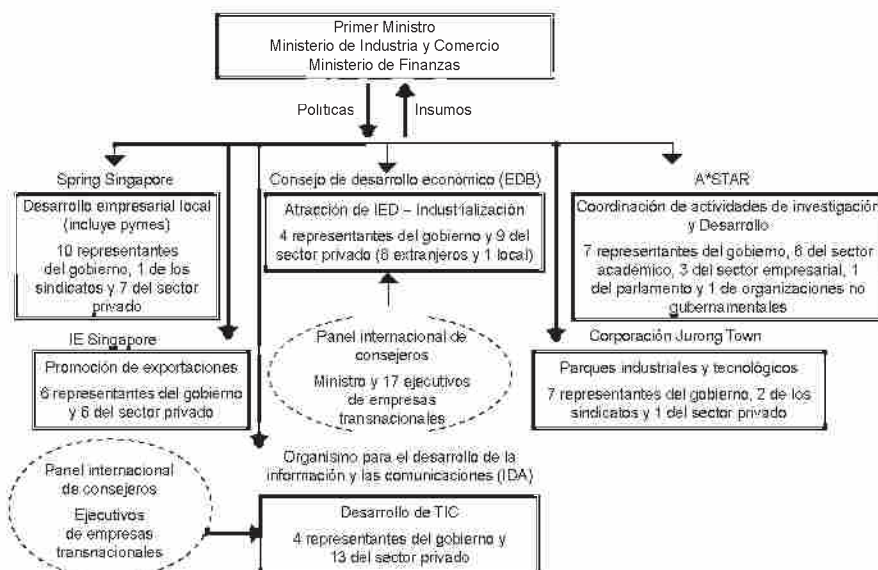 Primer Ministro
Ministerio de Industria y Comercio
Ministerio de Finanzas
Políticas
Insumos
Spring Singapore
Desarrollo empresarial local
(incluye pymes)
10 representantes
del gobierno, 1 de los
sindicatos y 7 del sector
privado
Consejo de desarrollo económico (EDB)
Atracción de IED – Industrialización
4 representantes del gobierno y 9 del
sector privado (8 extranjeros y 1 local)
A*STAR
Coordinación de actividades de investigación
y Desarrollo
7 representantes del gobierno, 6 del sector
académico, 3 del sector empresarial, 1
del parlamento y 1 de organizaciones no
gubernamentales
IE Singapore
Promoción de exportaciones
6 representantes del gobierno
y 6 del sector privado
Panel internacional de
consejeros
Ministro y 17 ejecutivos
de empresas
transnacionales
Corporación Jurong Town
Parques industriales y tecnológicos
7 representantes del gobierno, 2 de los
sindicatos y 1 del sector privado
Panel internacional
de consejeros
Ejecutivos
de empresas
transnacionales
Organismo para el desarrollo de la
información y las comunicaciones (IDA)
Desarrollo de TIC
4 representantes del gobierno y
13 del sector privado